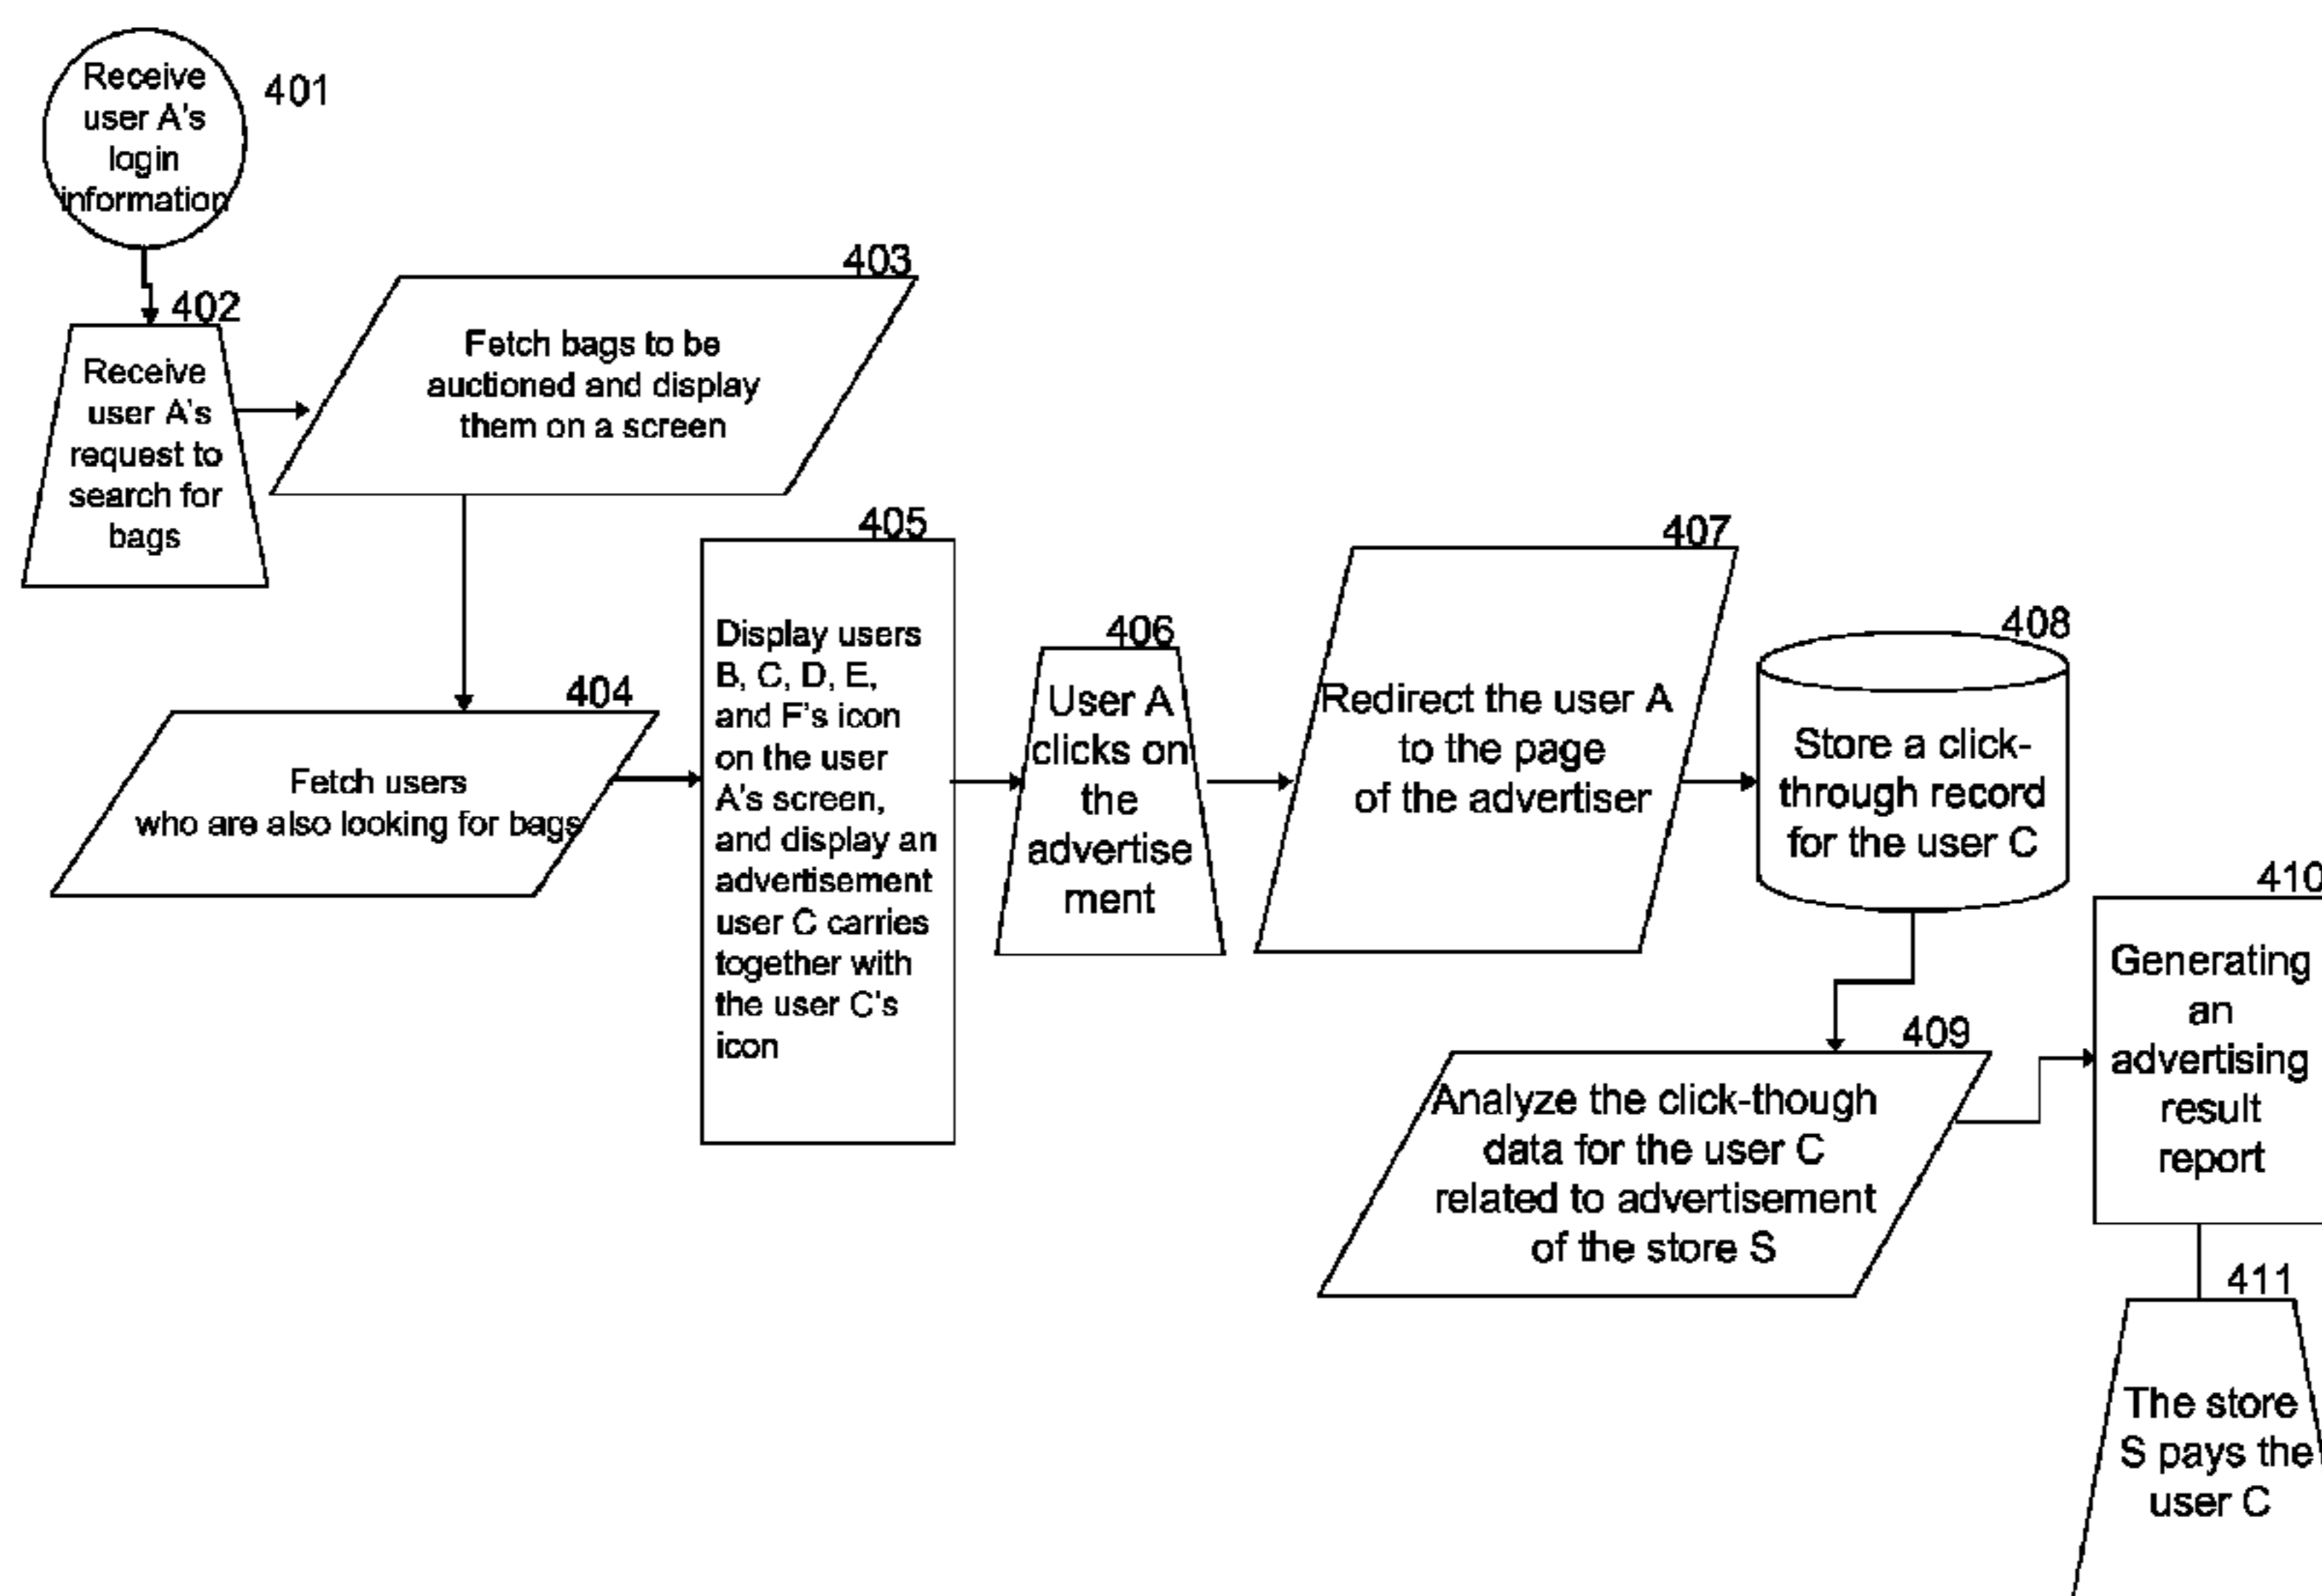 Receive
user A's
login
information
401
402
Receive
user A's
request to
search for
bags
403
Fetch bags to be
auctioned and display
them on a screen
404
Fetch users
who are also looking for bags
405
Display users
B, C, D, E,
and F's icon
on the user
A's screen,
and display an
advertisement
user C carries
together with
the user C's
icon
406
User A
clicks on
the
advertise
ment
407
Redirect the user A
to the page
of the advertiser
408
Store a click-
through record
for the user C
409
Analyze the click-though
data for the user C
related to advertisement
of the store S
410
Generating
an
advertising
result
report
411
The store
S pays the
user C